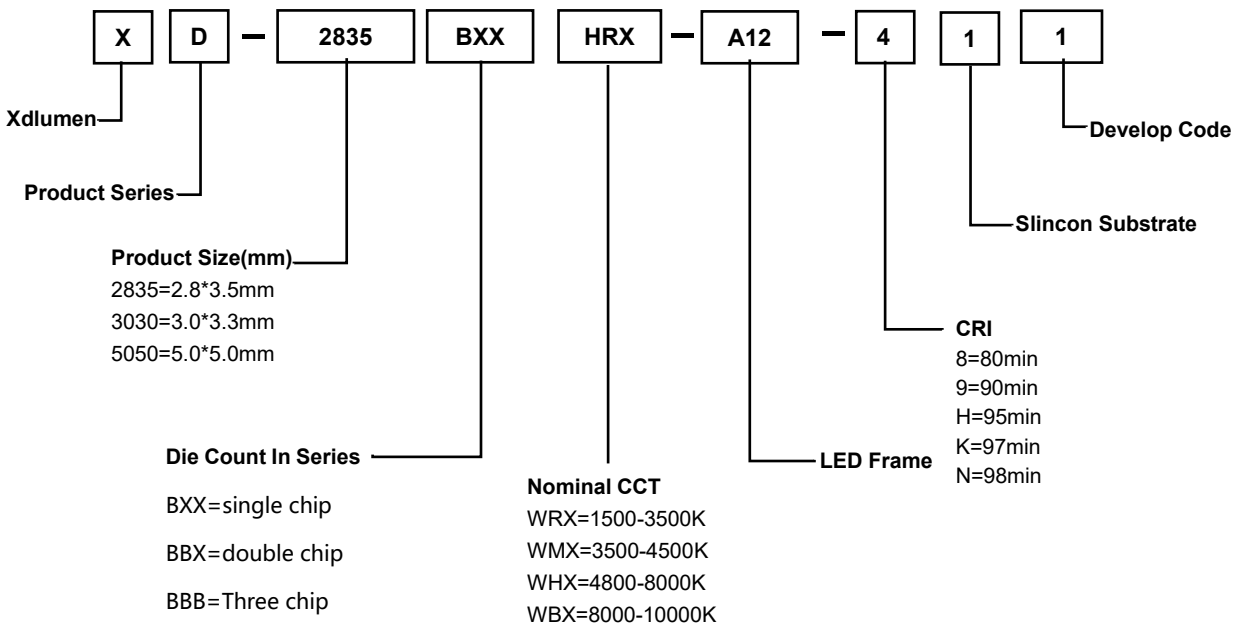 X D - 2835 BXX HRX - A12 - 4 1 1
Xdlumen
Develop Code
Product Series
Slincon Substrate
Product Size(mm)
2835=2.8*3.5mm
3030=3.0*3.3mm
5050=5.0*5.0mm
CRI
8=80min
9=90min
H=95min
K=97min
N=98min
Die Count In Series
BXX=single chip
BBX=double chip
BBB=Three chip
LED Frame
Nominal CCT
WRX=1500-3500K
WMX=3500-4500K
WHX=4800-8000K
WBX=8000-10000K